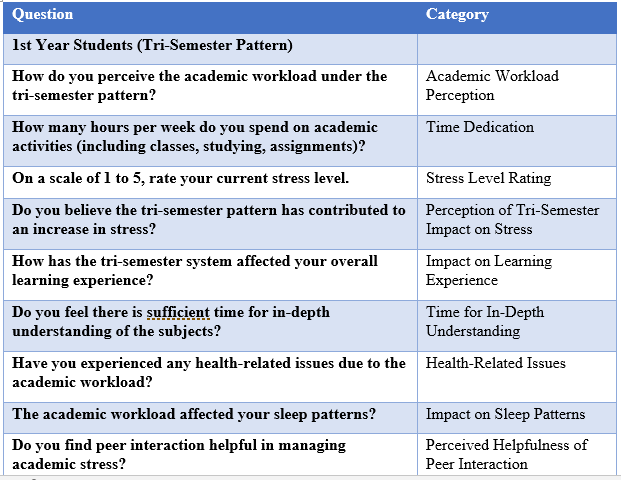 Question Category
1st Year Students (Tri-Semester Pattern)
How do you perceive the academic workload under the
tri-semester pattern?
Academic Workload
Perception
How many hours per week do you spend on academic
activities (including classes, studying, assignments)?
Time Dedication
On a scale of 1 to 5, rate your current stress level.
Stress Level Rating
Do you believe the tri-semester pattern has contributed to
an increase in stress?
Perception of Tri-Semester
Impact on Stress
How has the tri-semester system affected your overall
learning experience?
Impact on Learning
Experience
Do you feel there is sufficient time for in-depth
understanding of the subjects?
Time for In-Depth
Understanding
Have you experienced any health-related issues due to the
academic workload?
Health-Related Issues
The academic workload affected your sleep patterns?
Impact on Sleep Patterns
Do you find peer interaction helpful in managing
academic stress?
Perceived Helpfulness of
Peer Interaction